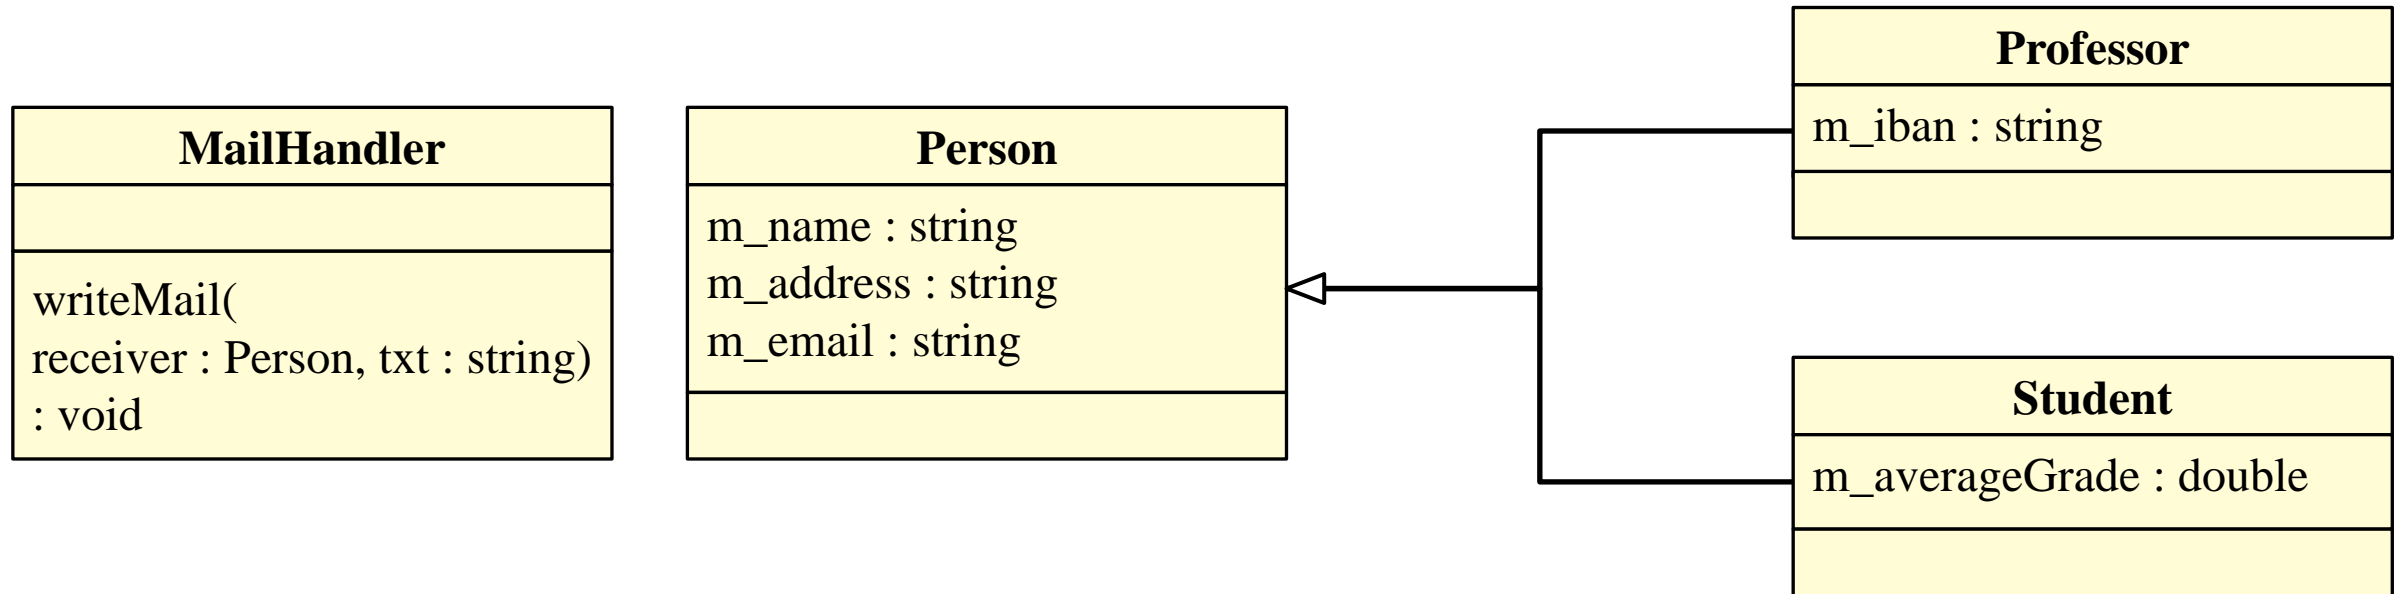 MailHandler
writeMail(
receiver : Person, txt : string)
: void
Person
m_name : string
m_address : string
m_email : string
Professor
m_iban : string
Student
m_averageGrade : double